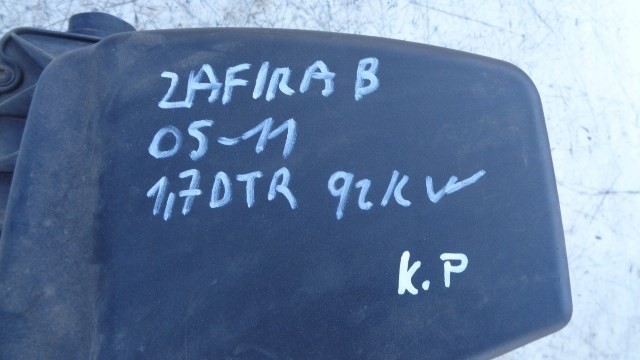 ZAFIRA B
05-11
1,7DTR 92KW
K.P